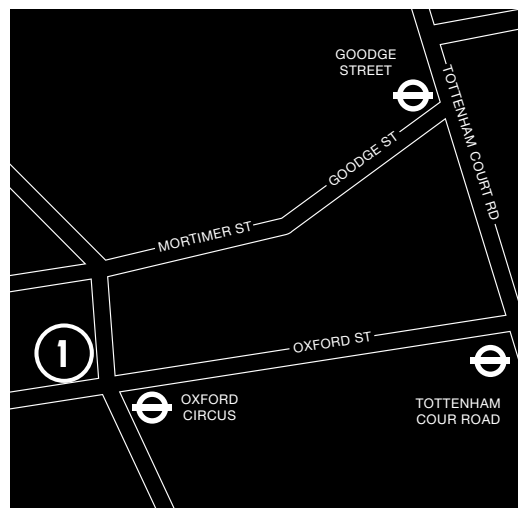 GOODGE
STREET
TOTTENHAM COURT RD
GOODGE ST
MORTIMER ST
OXFORD ST
1
OXFORD
CIRCUS
TOTTENHAM
COUR ROAD